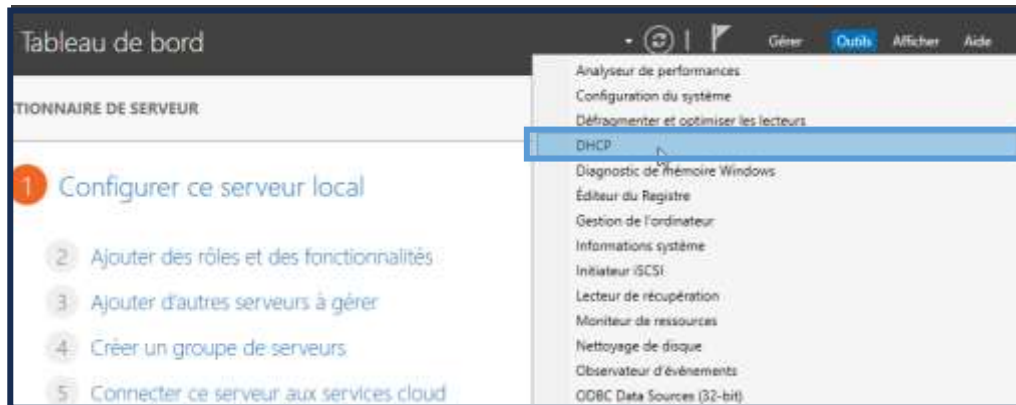 Tableau de bord
Gérer Outils Afficher Aide
TIONNAIRE DE SERVEUR
1 Configurer ce serveur local
2 Ajouter des rôles et des fonctionnalités
3 Ajouter d'autres serveurs à gérer
4 Créer un groupe de serveurs
5 Connecter ce serveur aux services cloud
Analyseur de performances
Configuration du système
Défragmenter et optimiser les lecteurs
DHCP
Diagnostic de mémoire Windows
Éditeur du Registre
Gestion de l'ordinateur
Informations système
Initiateur iSCSI
Lecteur de récupération
Moniteur de ressources
Nettoyage de disque
Observateur d'événements
ODBC Data Sources (32-bit)